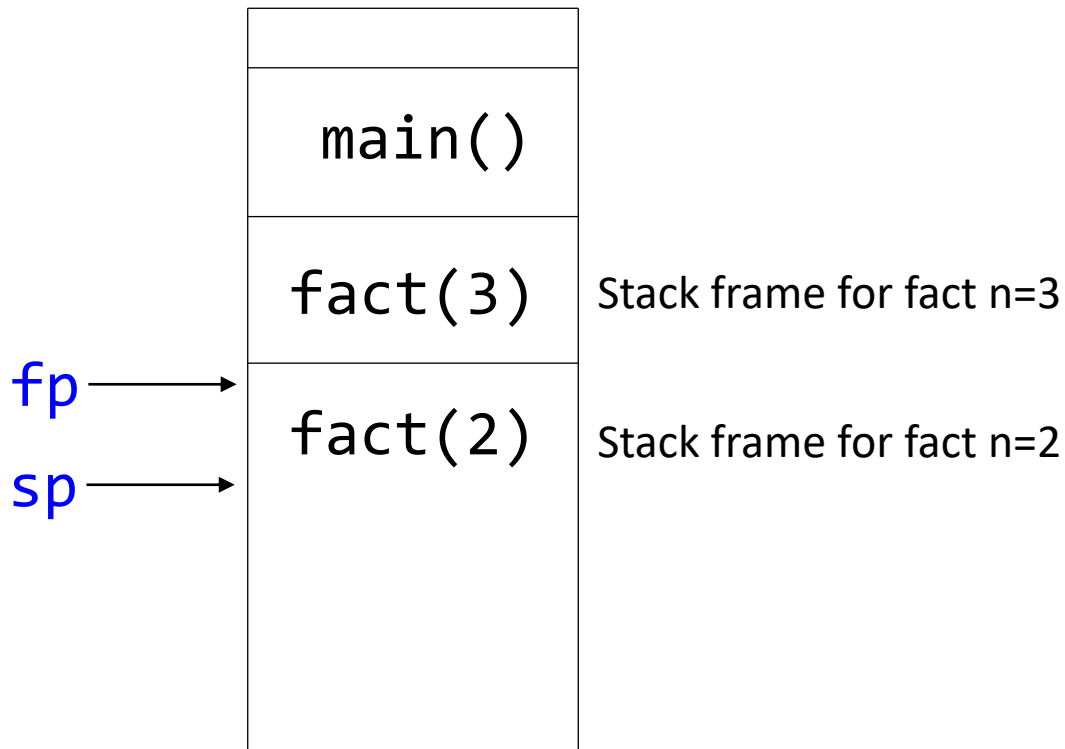 main()
fact(3)
Stack frame for fact n=3
fp
fact(2)
Stack frame for fact n=2
sp